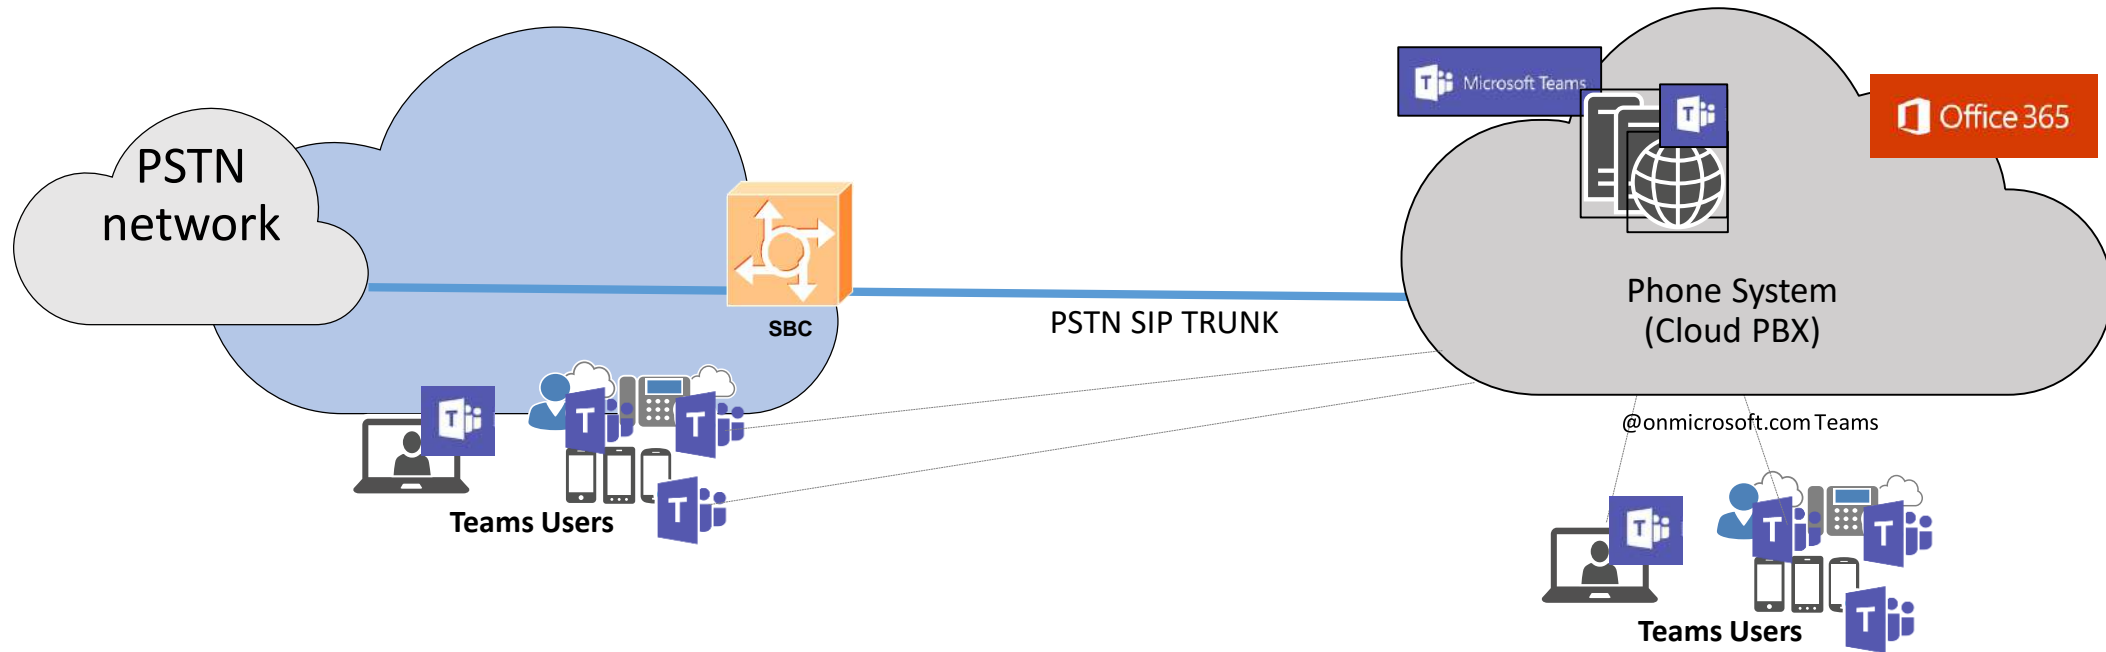 PSTN
network
SBC
PSTN SIP TRUNK
Microsoft Teams
Office 365
Phone System
(Cloud PBX)
@onmicrosoft.com Teams
T
T
T
T
T
Teams Users
T
T
T
T
Teams Users
T